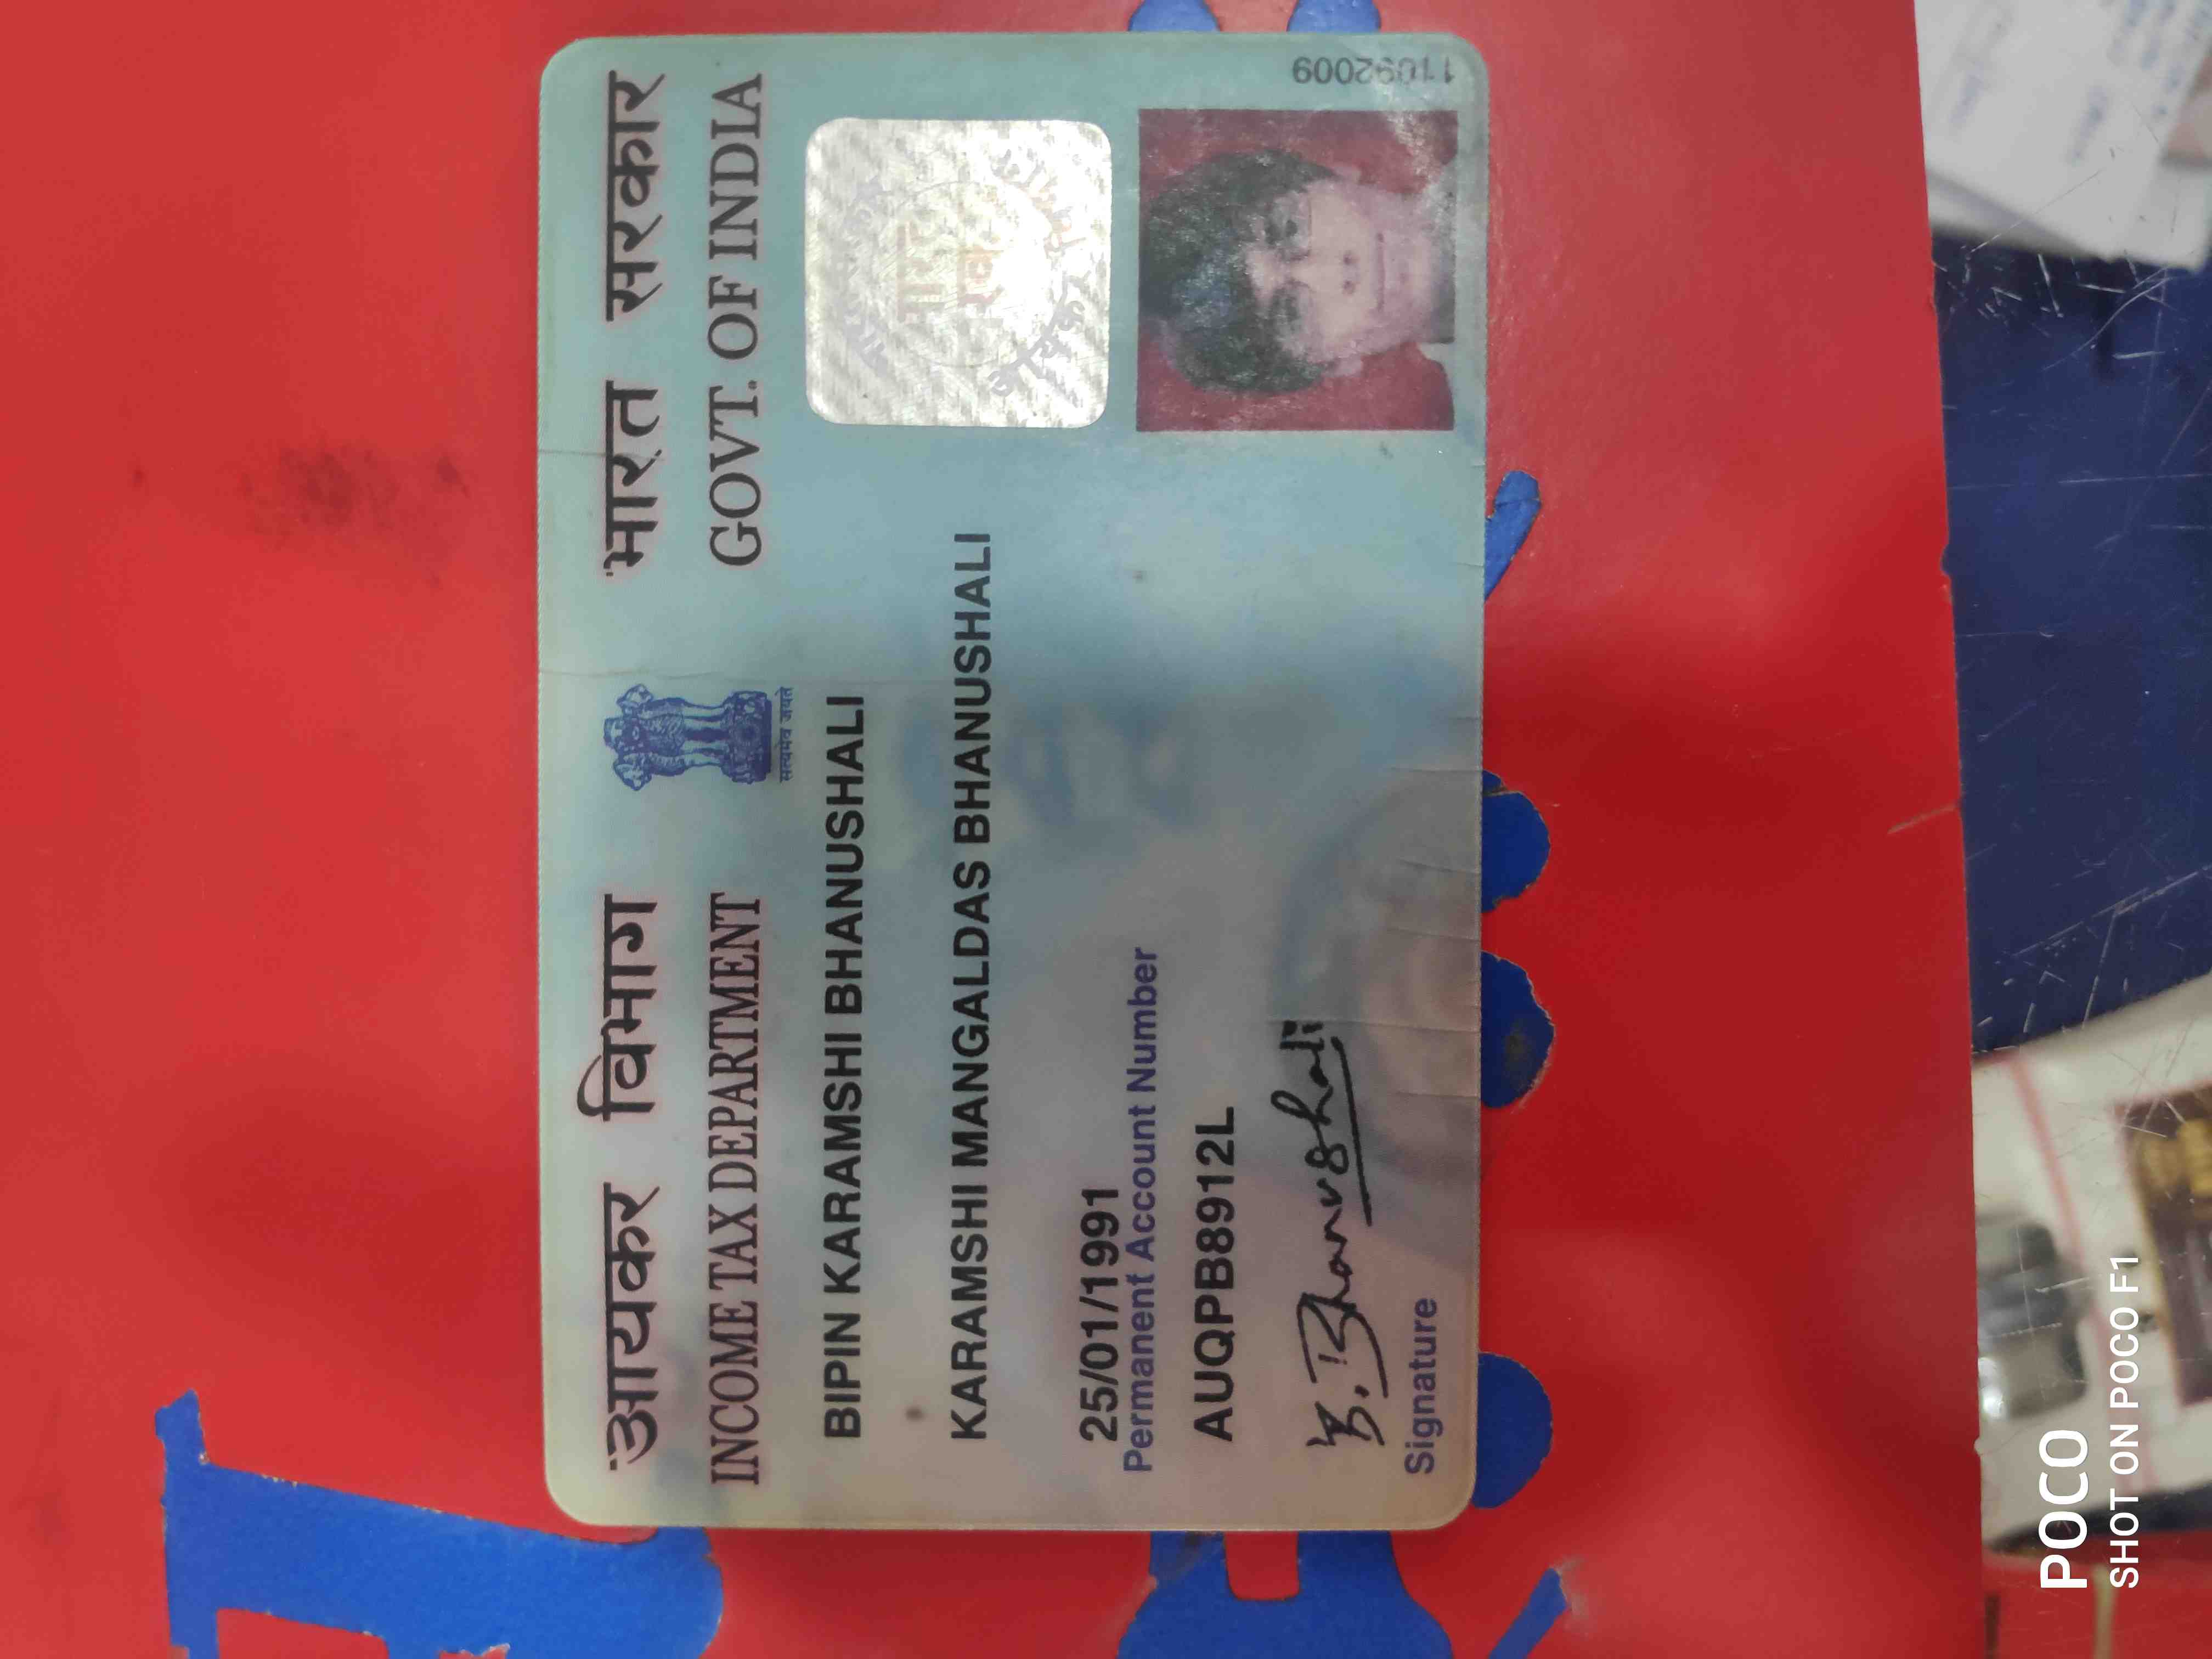 आयकर विभाग
INCOME TAX DEPARTMENT
भारत सरकार
GOVT. OF INDIA
सत्यमेव जयते
BIPIN KARAMSHI BHANUSHALI
KARAMSHI MANGALDAS BHANUSHALI
25/01/1991
Permanent Account Number
AUQPB8912L
B. Bhanushali
Signature
11092009
POCO
SHOT ON POCO F1